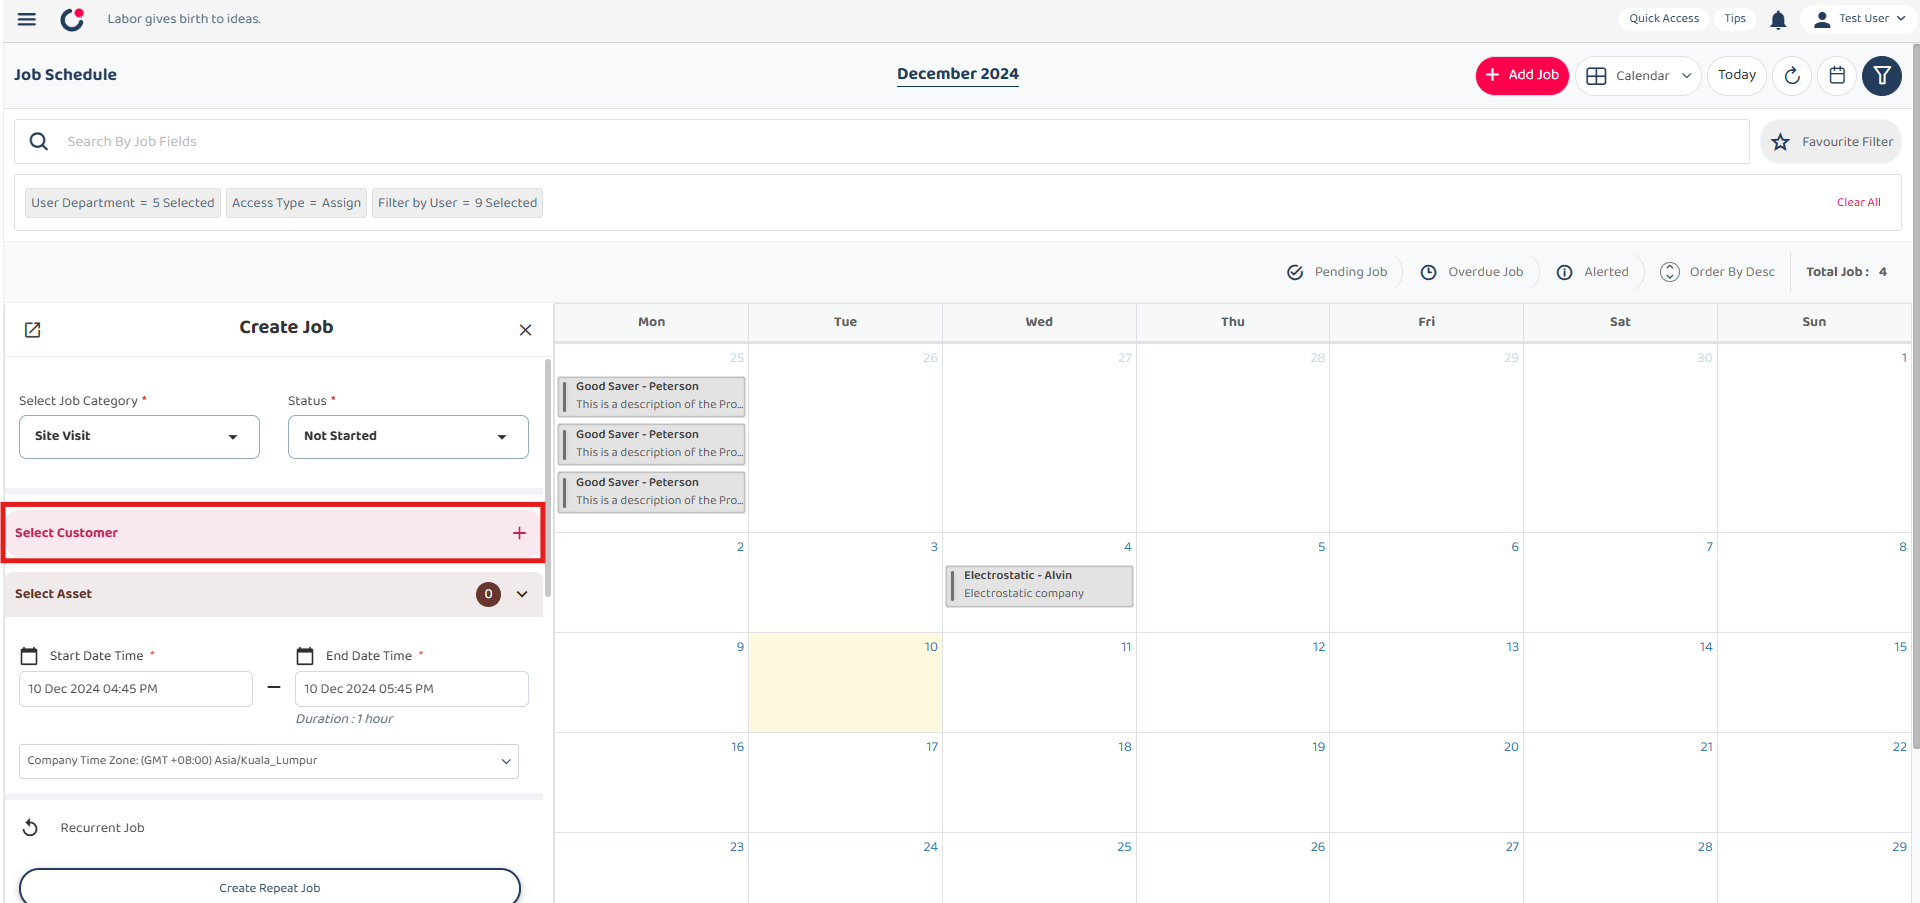 Labor gives birth to ideas.
Quick Access
Tips
Test User
Job Schedule
December 2024
+ Add Job
Calendar
Today
Search By Job Fields
Favourite Filter
User Department = 5 Selected
Access Type = Assign
Filter by User = 9 Selected
Clear All
Pending Job
Overdue Job
Alerted
Order By Desc
Total Job : 4
Create Job
Select Job Category *
Status *
Site Visit
Not Started
Select Customer
Select Asset
0
Start Date Time *
End Date Time *
10 Dec 2024 04:45 PM
10 Dec 2024 05:45 PM
Duration : 1 hour
Company Time Zone: (GMT +08:00) Asia/Kuala_Lumpur
Recurrent Job
Create Repeat Job
Mon Tue Wed Thu Fri Sat Sun
25 26 27 28 29 30 1
Good Saver - Peterson
This is a description of the Pro...
Good Saver - Peterson
This is a description of the Pro...
Good Saver - Peterson
This is a description of the Pro...
2 3 4 5 6 7 8
Electrostatic - Alvin
Electrostatic company
9 10 11 12 13 14 15
16 17 18 19 20 21 22
23 24 25 26 27 28 29